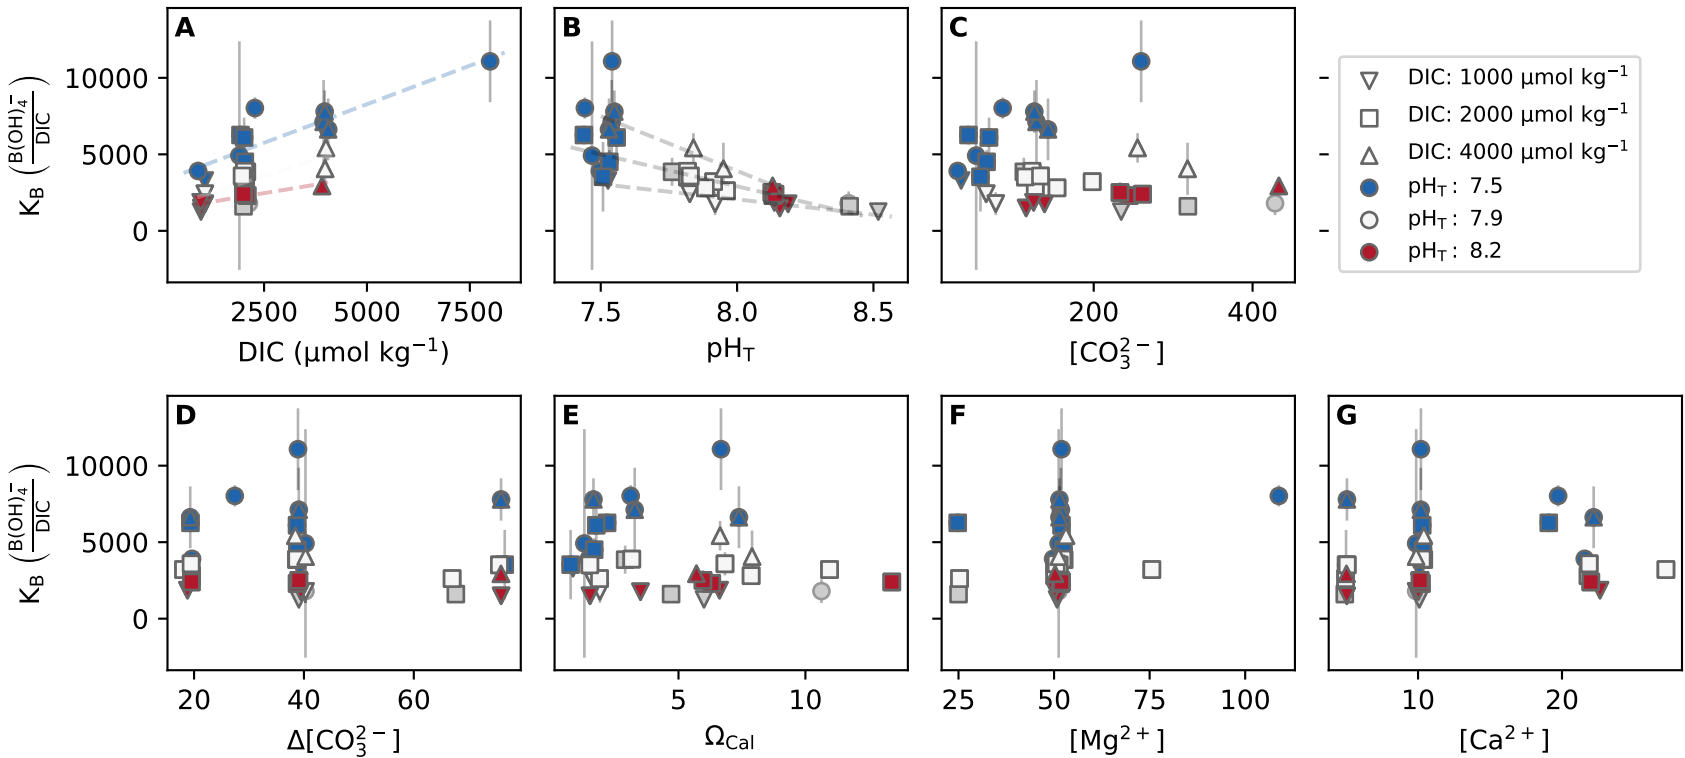 A
B
C
K_B (B(OH)₄⁻ / DIC)
10000
5000
0
2500 5000 7500
7.5 8.0 8.5
200 400
DIC (μmol kg⁻¹)
pH_T
[CO₃²⁻]
DIC: 1000 μmol kg⁻¹
DIC: 2000 μmol kg⁻¹
DIC: 4000 μmol kg⁻¹
pH_T: 7.5
pH_T: 7.9
pH_T: 8.2
D
E
F
G
K_B (B(OH)₄⁻ / DIC)
10000
5000
0
20 40 60
5 10
25 50 75 100
10 20
Δ[CO₃²⁻]
Ω_Cal
[Mg²⁺]
[Ca²⁺]